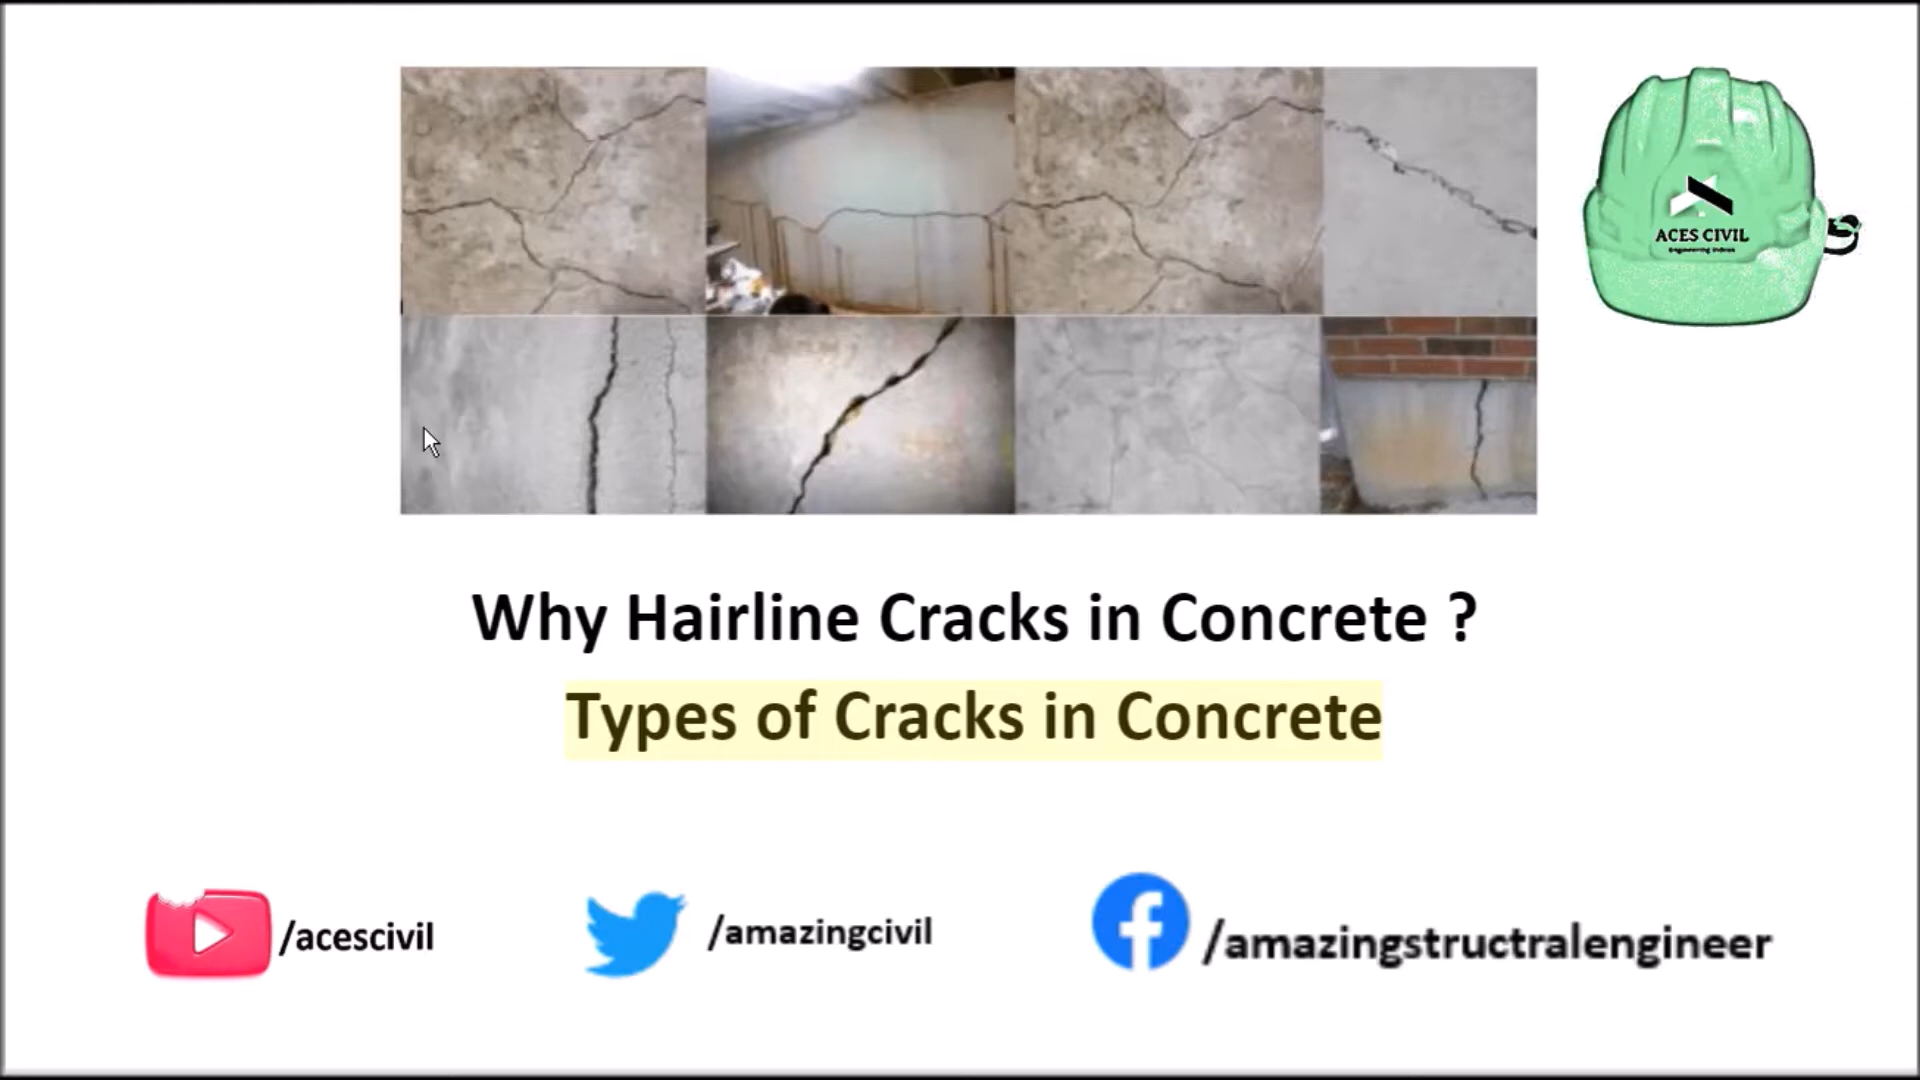 ACES CIVIL
Why Hairline Cracks in Concrete ?
Types of Cracks in Concrete
/acescivil
/amazingcivil
/amazingstructralengineer